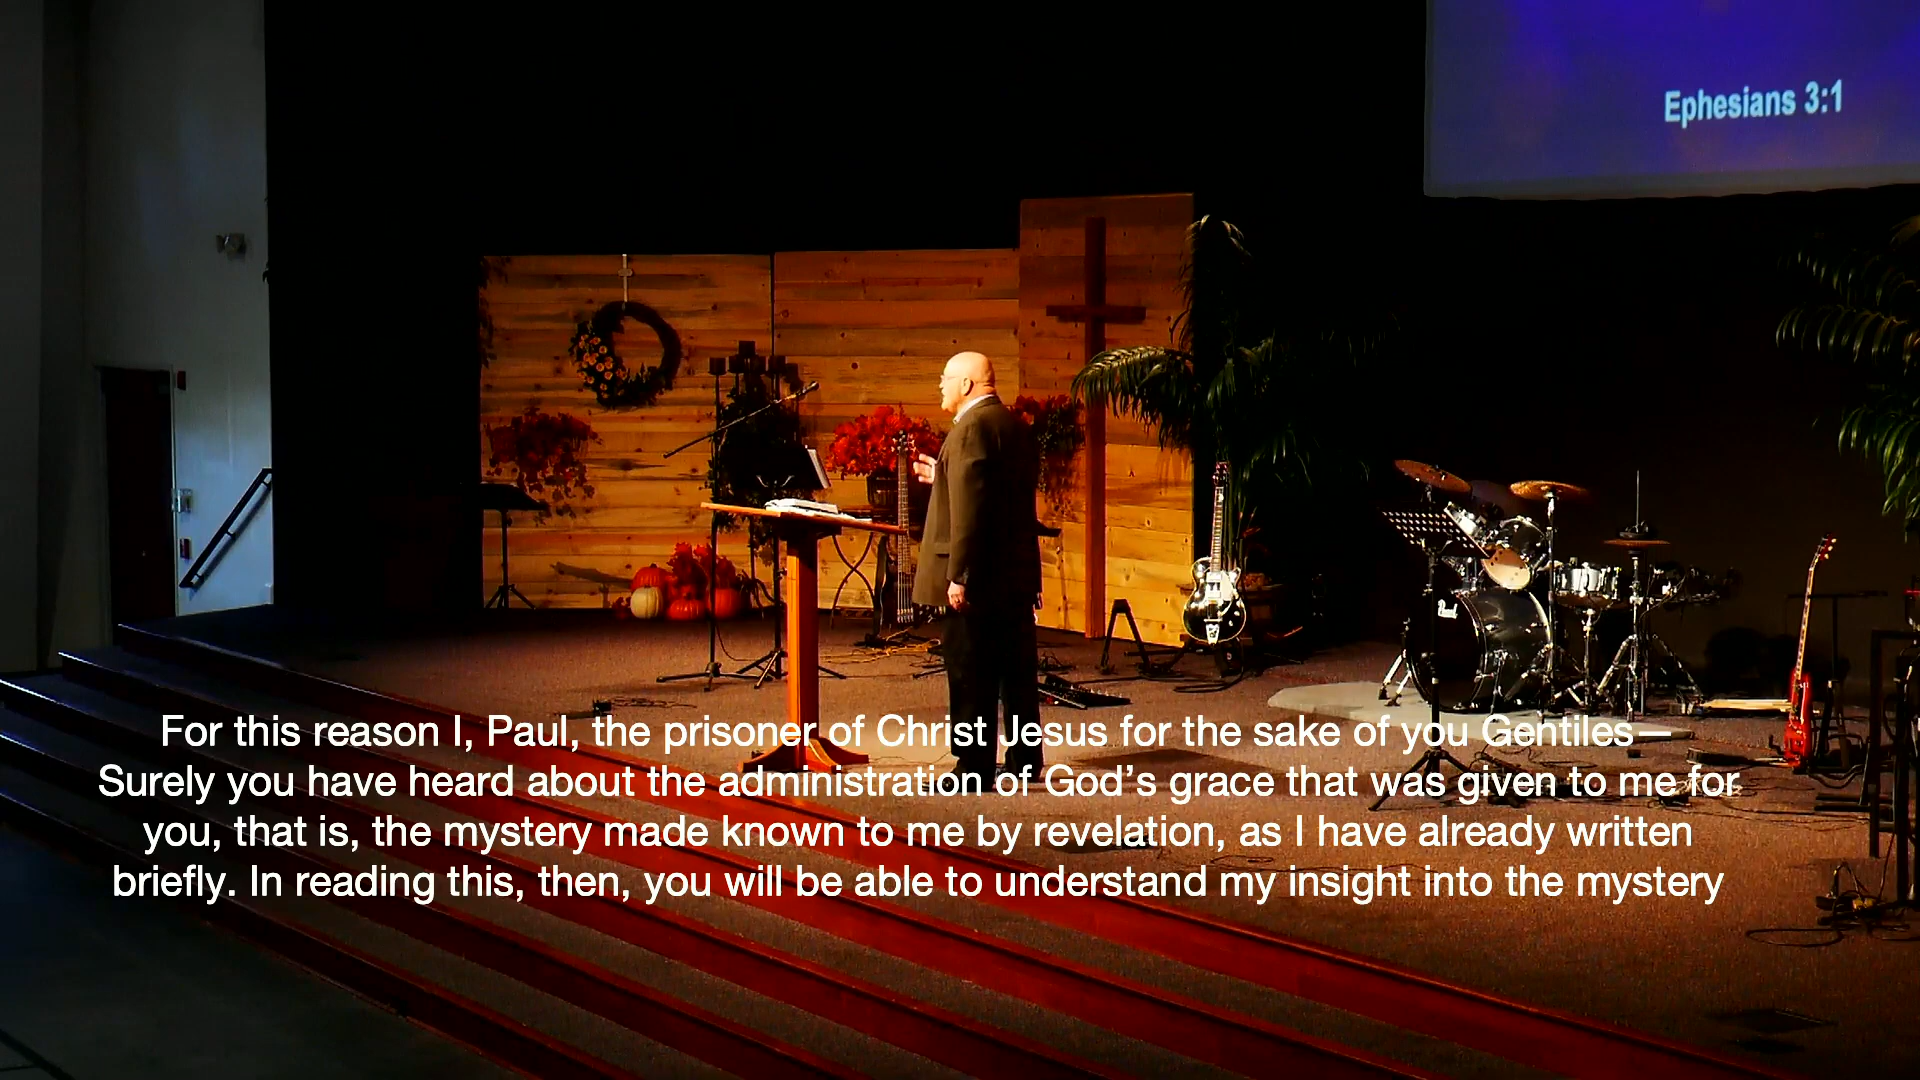 Ephesians 3:1
Pearl
For this reason I, Paul, the prisoner of Christ Jesus for the sake of you Gentiles—
Surely you have heard about the administration of God’s grace that was given to me for
you, that is, the mystery made known to me by revelation, as I have already written
briefly. In reading this, then, you will be able to understand my insight into the mystery